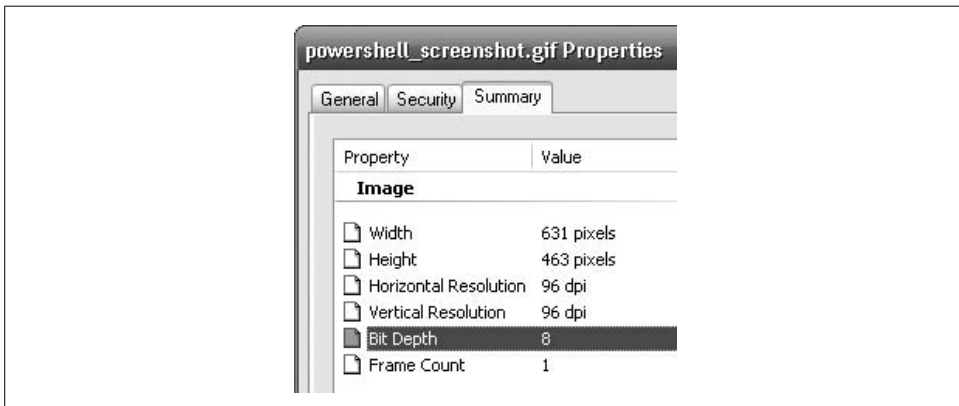 powershell_screenshot.gif Properties
General Security Summary
Property Value
Image
Width 631 pixels
Height 463 pixels
Horizontal Resolution 96 dpi
Vertical Resolution 96 dpi
Bit Depth 8
Frame Count 1